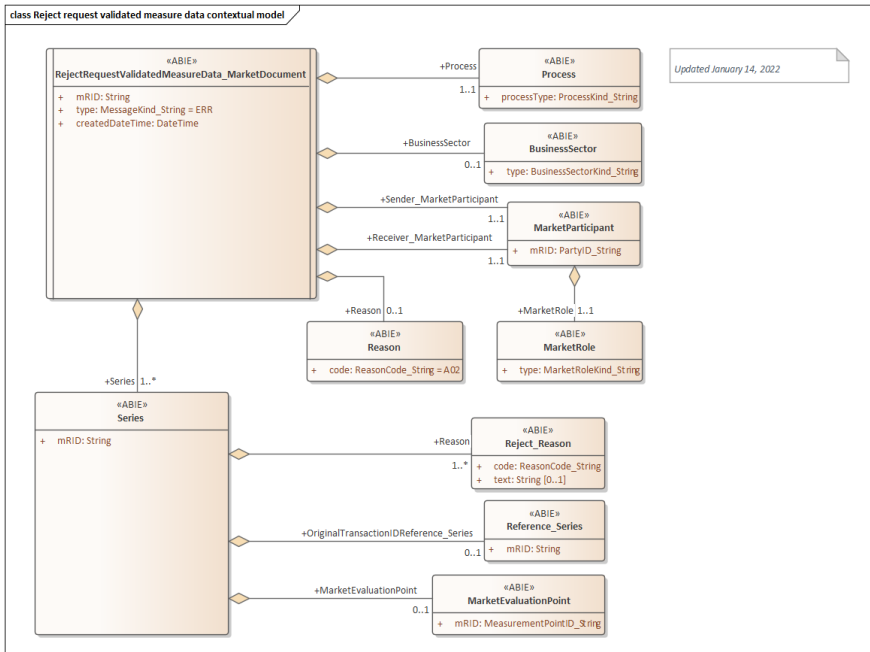 class Reject request validated measure data contextual model
«ABIE»
RejectRequestValidatedMeasureData_MarketDocument
+ mRID: String
+ type: MessageKind_String = ERR
+ createdDateTime: DateTime
+Process
1..1
«ABIE»
Process
+ processType: ProcessKind_String
Updated January 14, 2022
+BusinessSector
0..1
«ABIE»
BusinessSector
+ type: BusinessSectorKind_String
+Sender_MarketParticipant
1..1
+Receiver_MarketParticipant
1..1
«ABIE»
MarketParticipant
+ mRID: PartyID_String
+Reason 0..1
«ABIE»
Reason
+ code: ReasonCode_String = A02
+MarketRole 1..1
«ABIE»
MarketRole
+ type: MarketRoleKind_String
+Series 1..*
«ABIE»
Series
+ mRID: String
+Reason
1..*
«ABIE»
Reject_Reason
+ code: ReasonCode_String
+ text: String [0..1]
+OriginalTransactionIDReference_Series
0..1
«ABIE»
Reference_Series
+ mRID: String
+MarketEvaluationPoint
0..1
«ABIE»
MarketEvaluationPoint
+ mRID: MeasurementPointID_String